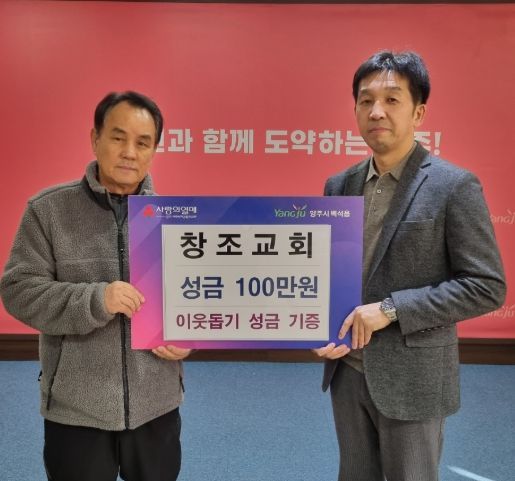 과 함께 도약하는
주!
사랑의열매
Yangju 양주시 백석읍
창조교회
성금 100만원
이웃돕기 성금 기증
YangJu